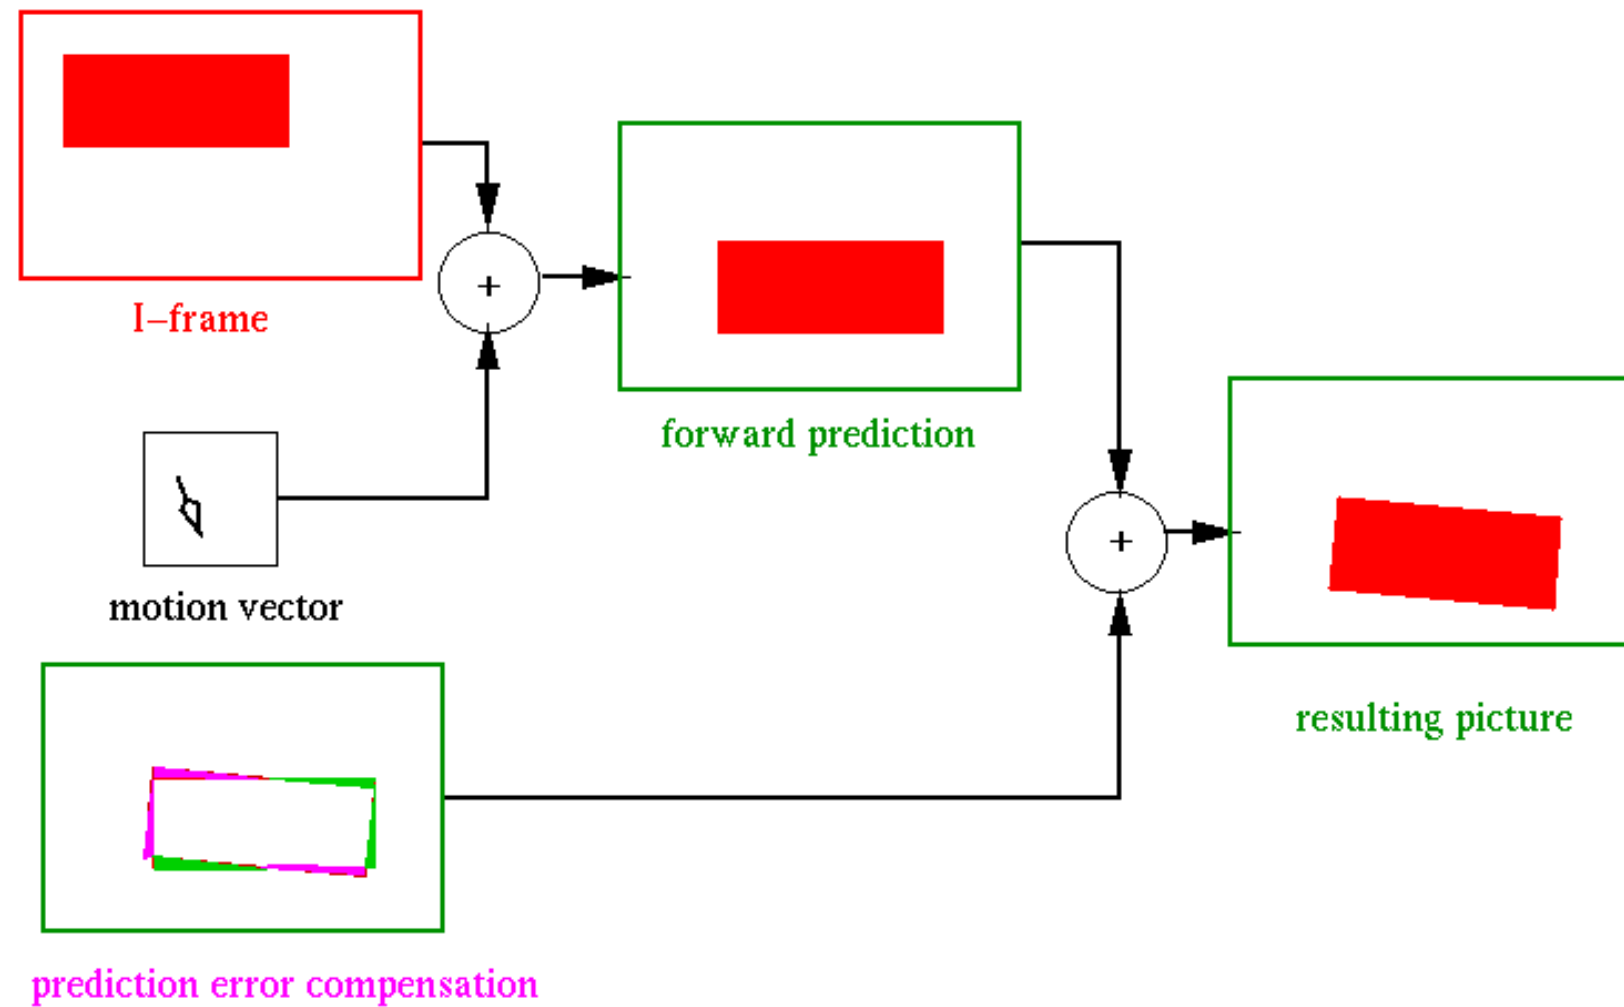 I–frame
+
forward prediction
motion vector
+
resulting picture
prediction error compensation